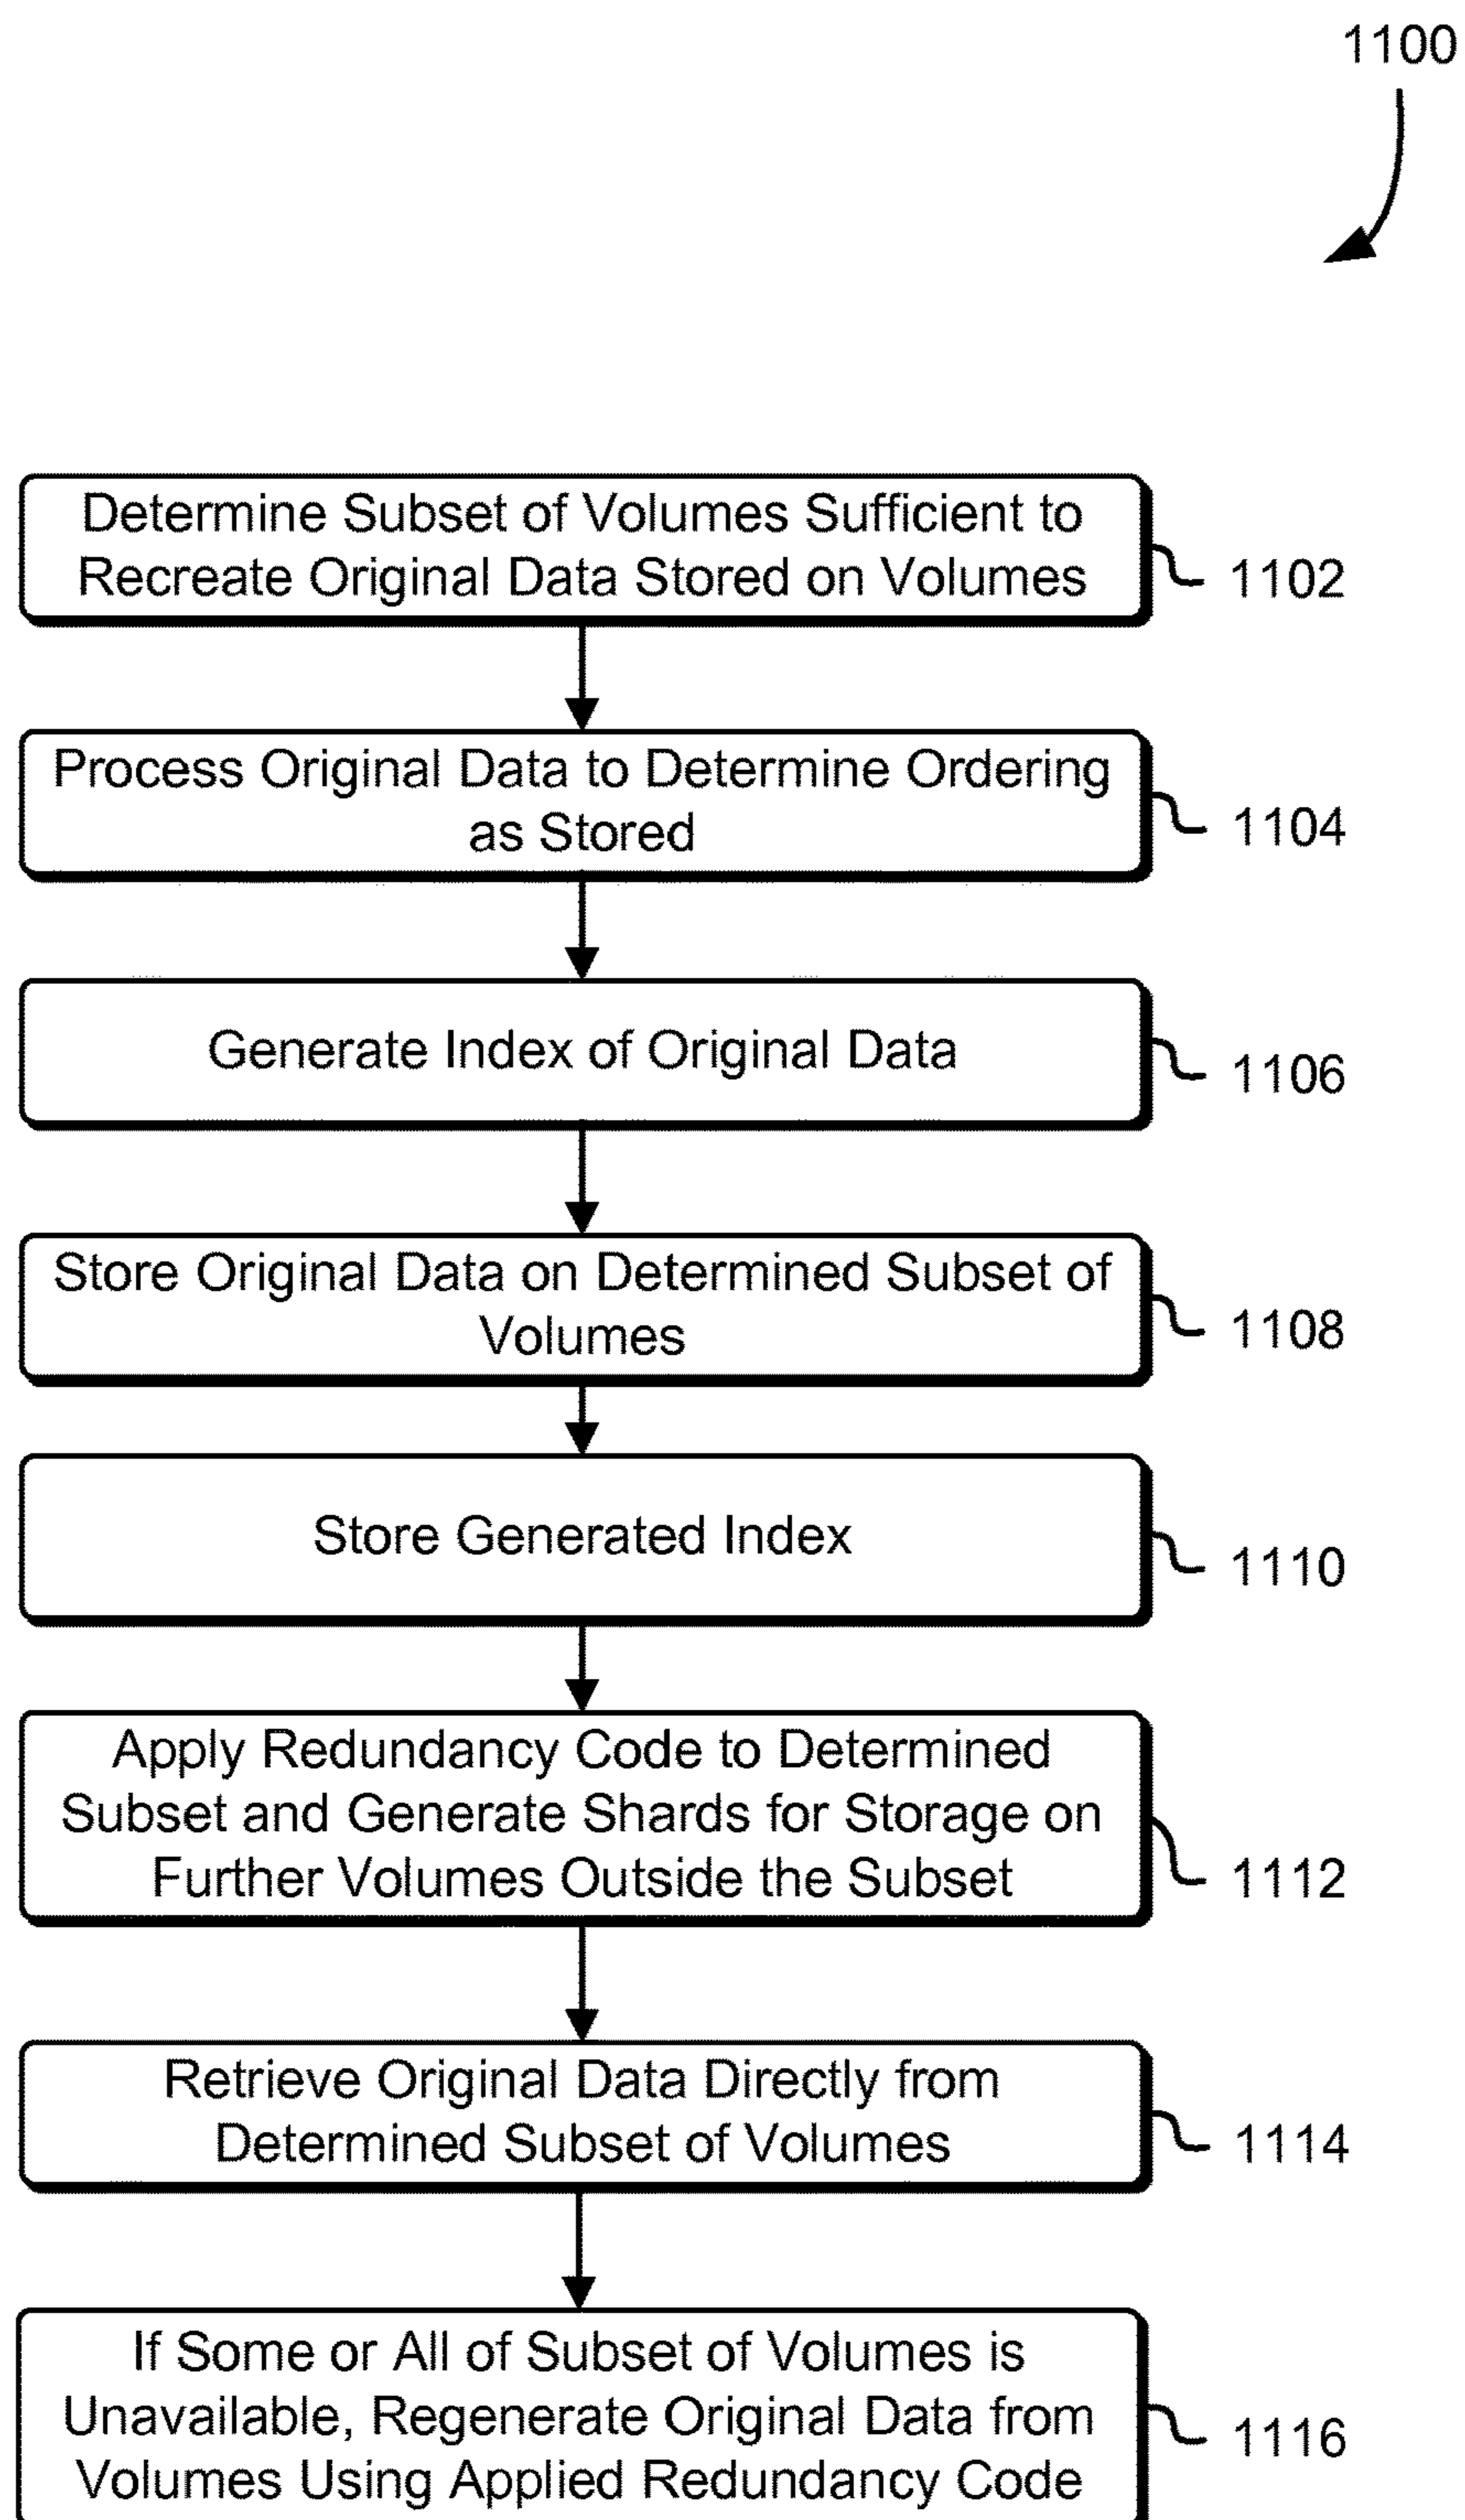 1100
Determine Subset of Volumes Sufficient to
Recreate Original Data Stored on Volumes
1102
Process Original Data to Determine Ordering
as Stored
1104
Generate Index of Original Data
1106
Store Original Data on Determined Subset of
Volumes
1108
Store Generated Index
1110
Apply Redundancy Code to Determined
Subset and Generate Shards for Storage on
Further Volumes Outside the Subset
1112
Retrieve Original Data Directly from
Determined Subset of Volumes
1114
If Some or All of Subset of Volumes is
Unavailable, Regenerate Original Data from
Volumes Using Applied Redundancy Code
1116